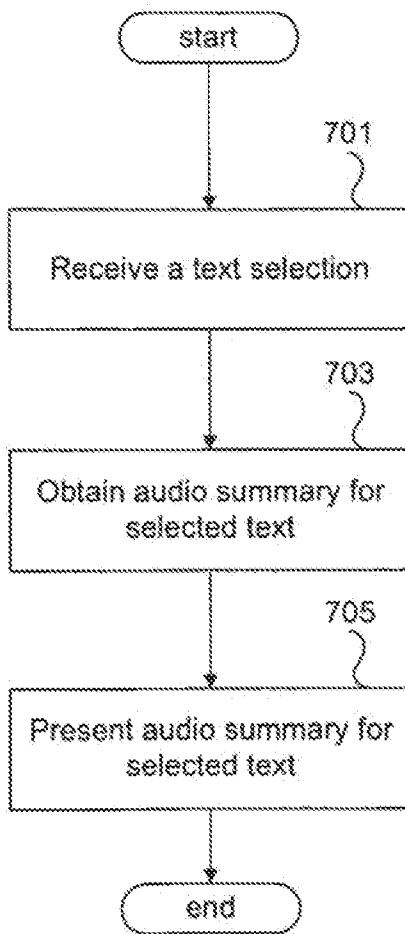 start
701
Receive a text selection
703
Obtain audio summary for
selected text
705
Present audio summary for
selected text
end